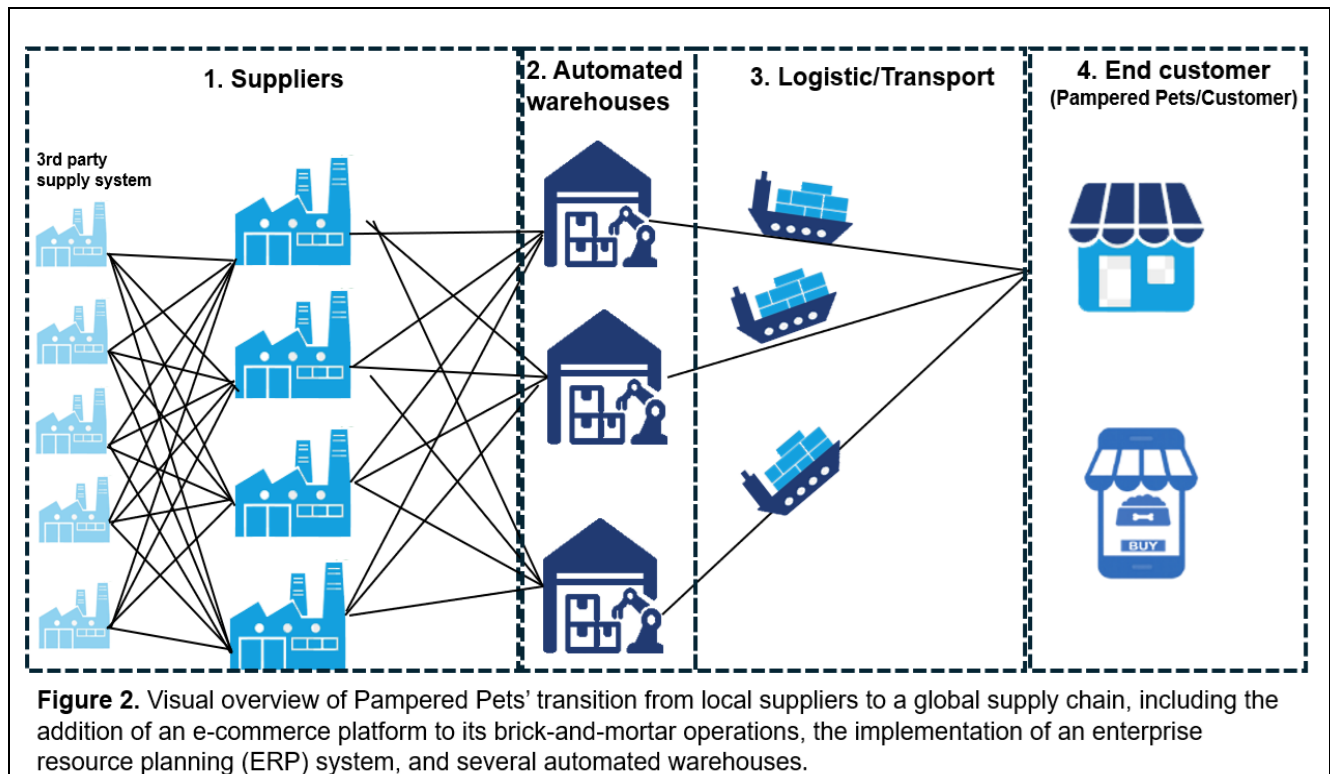 1. Suppliers
2. Automated
warehouses
3. Logistic/Transport
4. End customer
(Pampered Pets/Customer)
3rd party
supply system
BUY
Figure 2. Visual overview of Pampered Pets’ transition from local suppliers to a global supply chain, including the
addition of an e-commerce platform to its brick-and-mortar operations, the implementation of an enterprise
resource planning (ERP) system, and several automated warehouses.